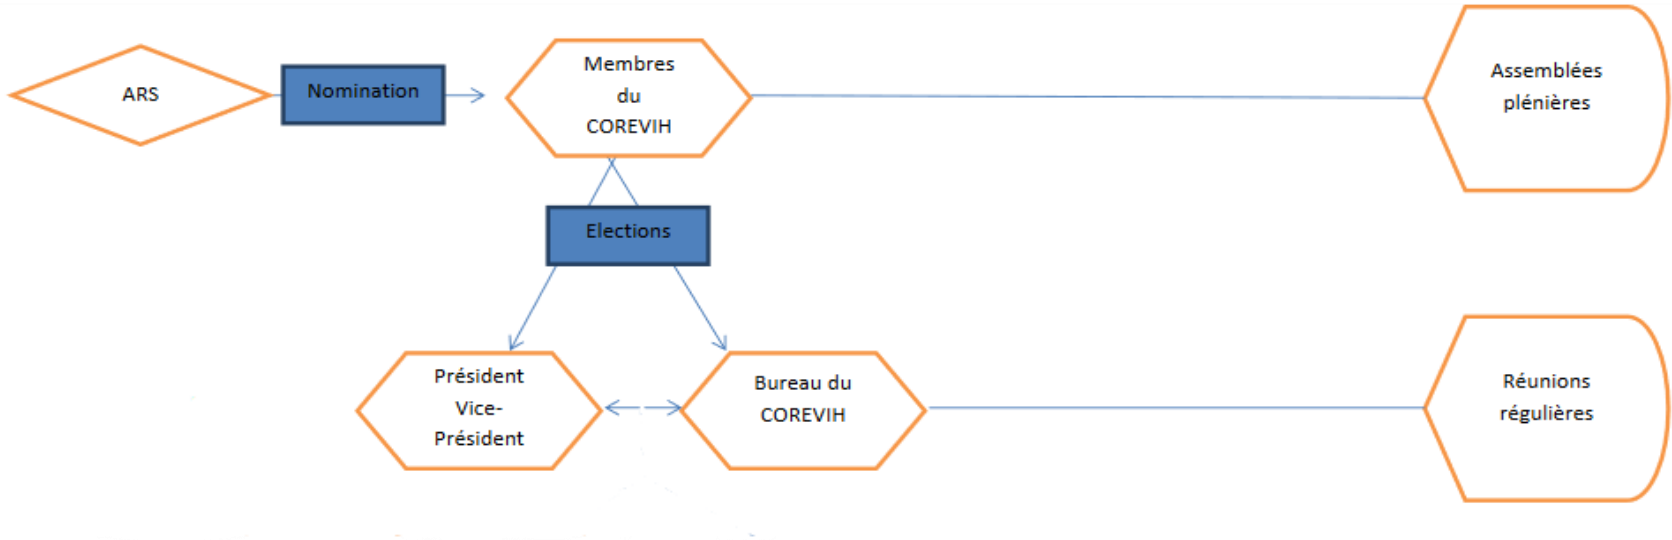 ARS
Nomination
Membres
du
COREVIH
Assemblées
plénières
Elections
Président
Vice-
Président
Bureau du
COREVIH
Réunions
régulières